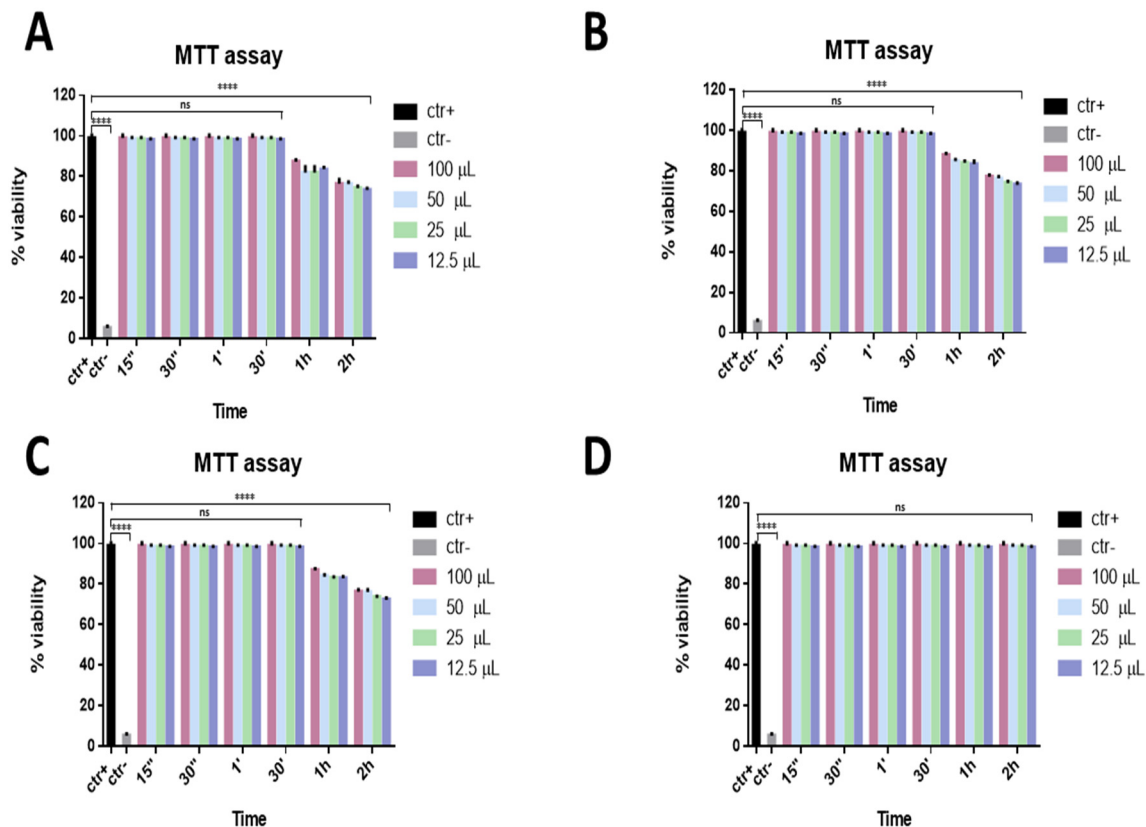 A
MTT assay
****
ns
****
120
100
80
60
40
20
0
% viability
ctr+
ctr-
15"
30"
1'
30'
1h
2h
Time
ctr+
ctr-
100 µL
50 µL
25 µL
12.5 µL
B
MTT assay
****
ns
****
120
100
80
60
40
20
0
% viability
ctr+
ctr-
15"
30"
1'
30'
1h
2h
Time
ctr+
ctr-
100 µL
50 µL
25 µL
12.5 µL
C
MTT assay
****
ns
****
120
100
80
60
40
20
0
% viability
ctr+
ctr-
15"
30"
1'
30'
1h
2h
Time
ctr+
ctr-
100 µL
50 µL
25 µL
12.5 µL
D
MTT assay
ns
****
120
100
80
60
40
20
0
% viability
ctr+
ctr-
15"
30"
1'
30'
1h
2h
Time
ctr+
ctr-
100 µL
50 µL
25 µL
12.5 µL